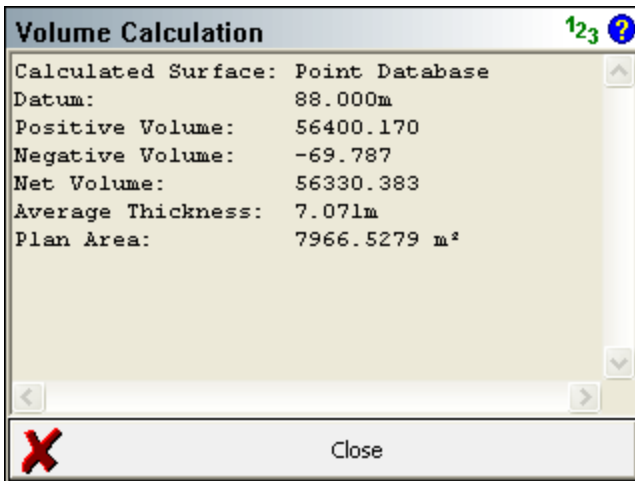 Volume Calculation 123 ?
Calculated Surface: Point Database
Datum: 88.000m
Positive Volume: 56400.170
Negative Volume: -69.787
Net Volume: 56330.383
Average Thickness: 7.071m
Plan Area: 7966.5279 m²
Close